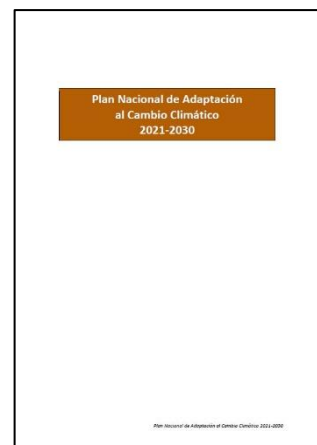 Plan Nacional de Adaptación
al Cambio Climático
2021-2030
Plan Nacional de Adaptación al Cambio Climático 2021-2030